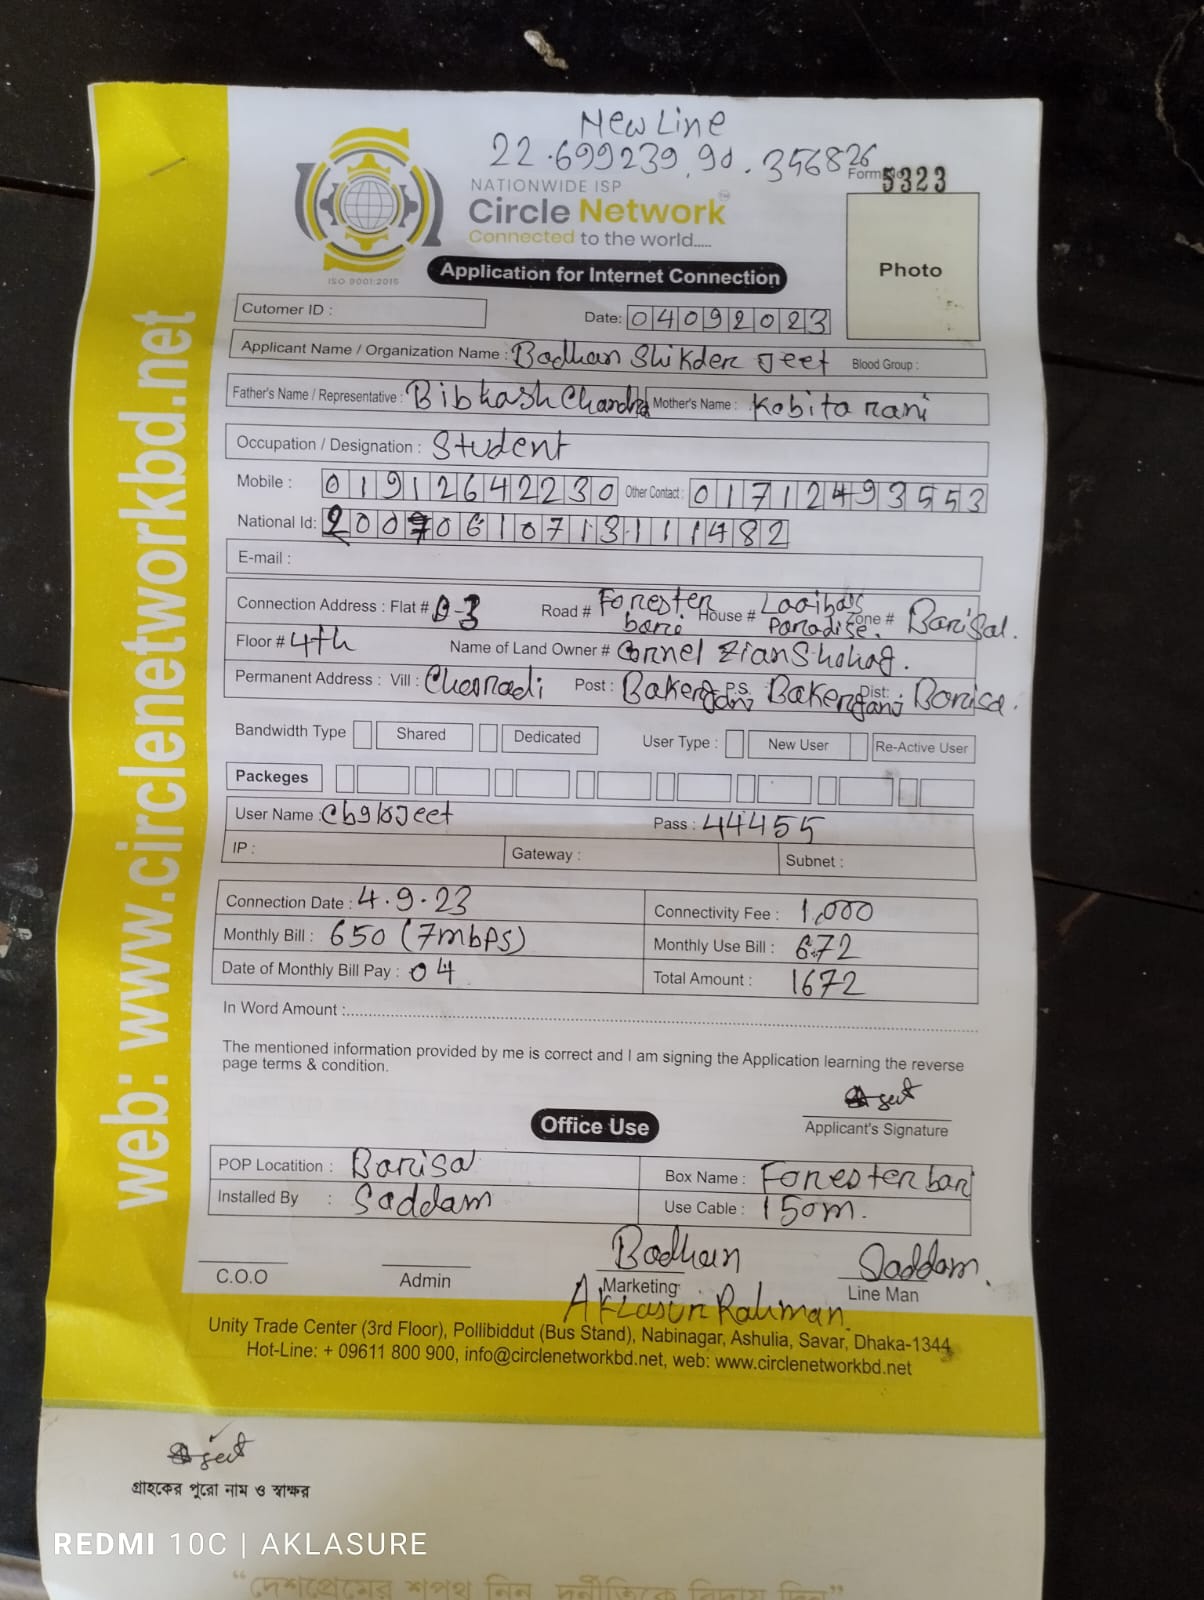 New Line
22.699239, 90.356826
Form No 5323
NATIONWIDE ISP
Circle Network
Connected to the world.....
ISO 9001:2015
Application for Internet Connection
Photo
Cutomer ID :
Date: 04092023
Applicant Name / Organization Name : Badhan Shikder Jeet Blood Group :
Father's Name / Representative : Bibhash Chandra Mother's Name : Kobita rani
Occupation / Designation : Student
Mobile : 01912642230 Other Contact : 01712493553
National Id: 20070610713111482
E-mail :
Connection Address : Flat # B-3 Road # Forester bari House # Laaiba's Paradise. Zone # Barisal.
Floor # 4th Name of Land Owner # Cornel Zian Shohag.
Permanent Address : Vill : Charnadi Post : Bakerganj P.S. Bakerganj Dist: Barisal.
Bandwidth Type Shared Dedicated User Type : New User Re-Active User
Packeges
User Name : Pass : 44455
IP : Gateway : Subnet :
Connection Date : 4.9.23 Connectivity Fee : 1,000
Monthly Bill : 650 (7mbps) Monthly Use Bill : 672
Date of Monthly Bill Pay : 04 Total Amount : 1672
In Word Amount :
The mentioned information provided by me is correct and I am signing the Application learning the reverse
page terms & condition.
Jeet
Applicant's Signature
Office Use
POP Locatition : Barisal Box Name : Forester bari
Installed By : Saddam Use Cable : 150m.
Badhan Saddam.
C.O.O Admin Marketing Line Man
Aklasur Rahman.
Unity Trade Center (3rd Floor), Pollibiddut (Bus Stand), Nabinagar, Ashulia, Savar, Dhaka-1344
Hot-Line: + 09611 800 900, info@circlenetworkbd.net, web: www.circlenetworkbd.net
web: www.circlenetworkbd.net
Jeet
গ্রাহকের পুরো নাম ও স্বাক্ষর
REDMI 10C | AKLASURE
“দেশপ্রেমের শপথ নিন, দুর্নীতিকে বিদায় দিন”